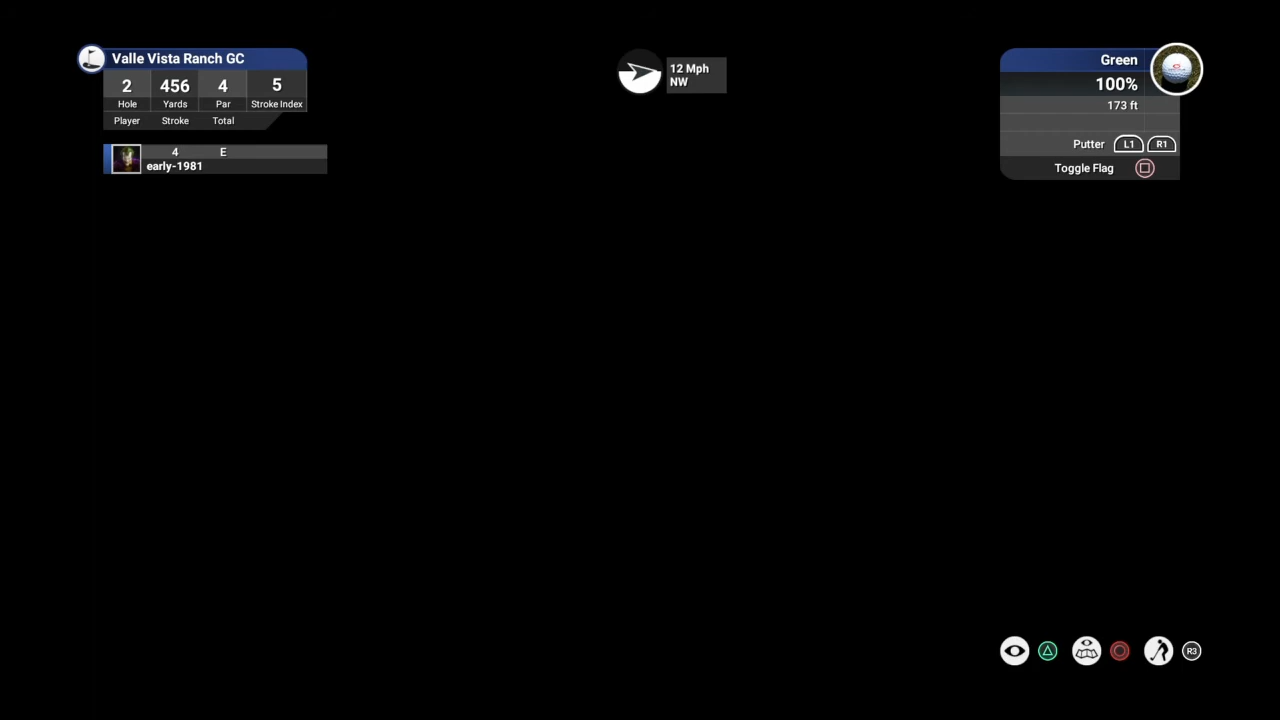 Valle Vista Ranch GC
2 456 4 5
Hole Yards Par Stroke Index
Player Stroke Total
4 E
early-1981
12 Mph
NW
Green
100%
173 ft
Putter L1 R1
Toggle Flag
R3